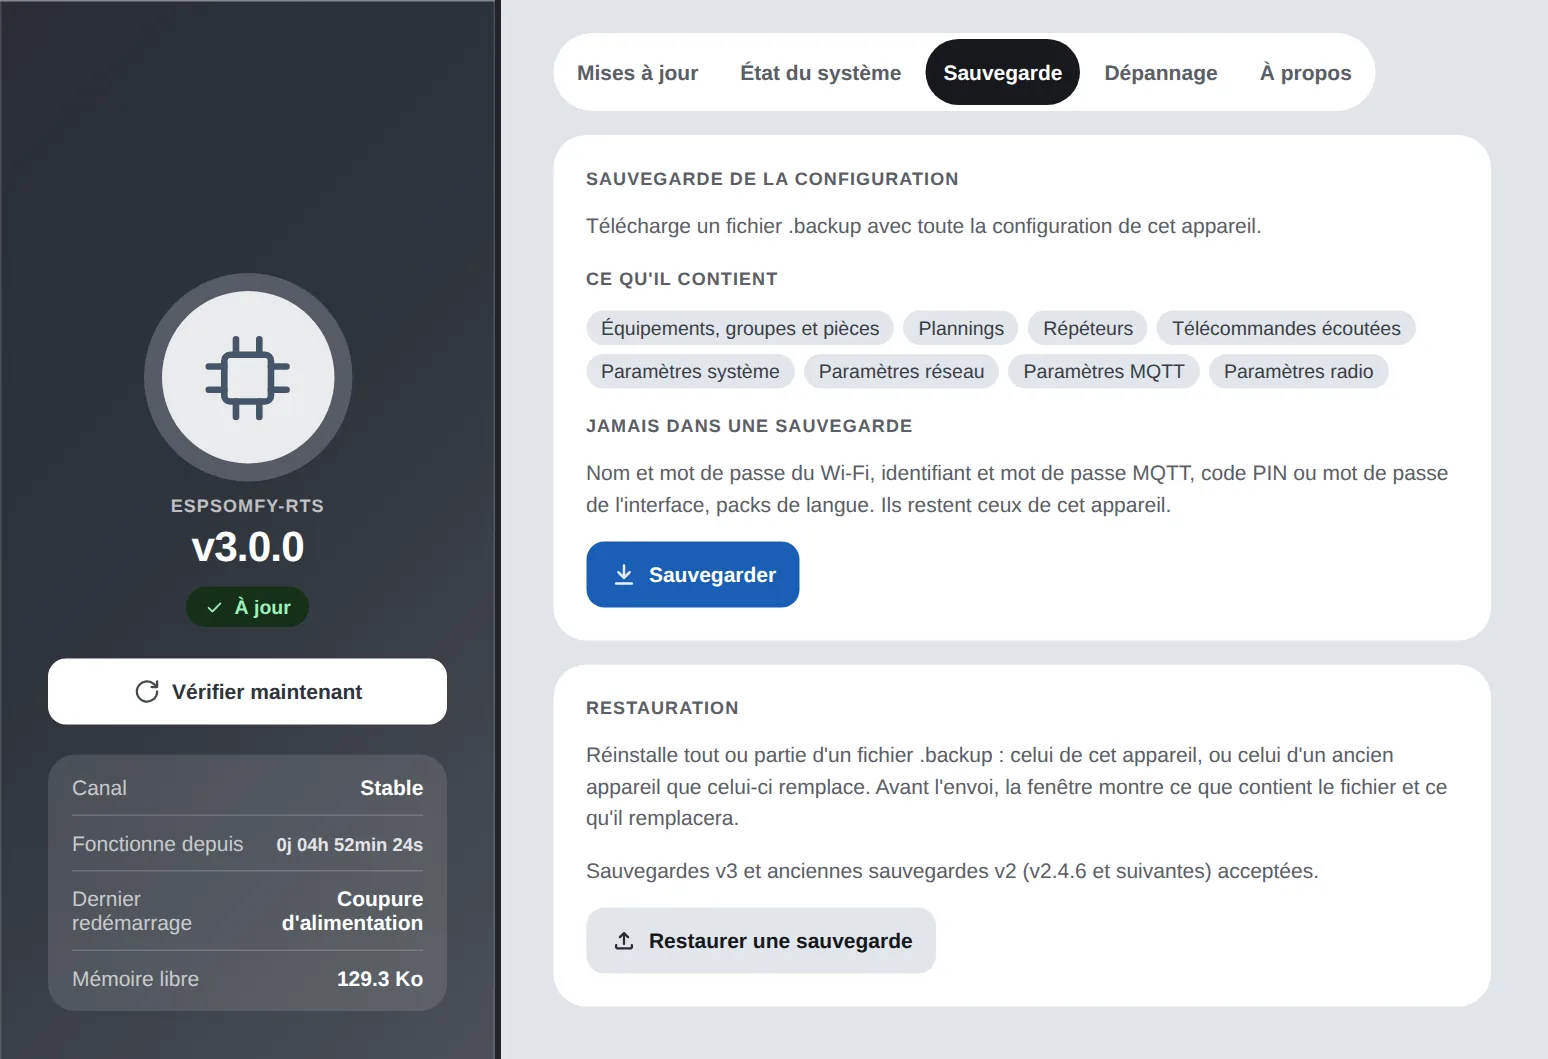 ESPSOMFY-RTS
v3.0.0
À jour
Vérifier maintenant
Canal Stable
Fonctionne depuis 0j 04h 52min 24s
Dernier redémarrage Coupure d'alimentation
Mémoire libre 129.3 Ko
Mises à jour État du système Sauvegarde Dépannage À propos
SAUVEGARDE DE LA CONFIGURATION
Télécharge un fichier .backup avec toute la configuration de cet appareil.
CE QU'IL CONTIENT
Équipements, groupes et pièces Plannings Répéteurs Télécommandes écoutées
Paramètres système Paramètres réseau Paramètres MQTT Paramètres radio
JAMAIS DANS UNE SAUVEGARDE
Nom et mot de passe du Wi-Fi, identifiant et mot de passe MQTT, code PIN ou mot de passe
de l'interface, packs de langue. Ils restent ceux de cet appareil.
Sauvegarder
RESTAURATION
Réinstalle tout ou partie d'un fichier .backup : celui de cet appareil, ou celui d'un ancien
appareil que celui-ci remplace. Avant l'envoi, la fenêtre montre ce que contient le fichier et ce
qu'il remplacera.
Sauvegardes v3 et anciennes sauvegardes v2 (v2.4.6 et suivantes) acceptées.
Restaurer une sauvegarde